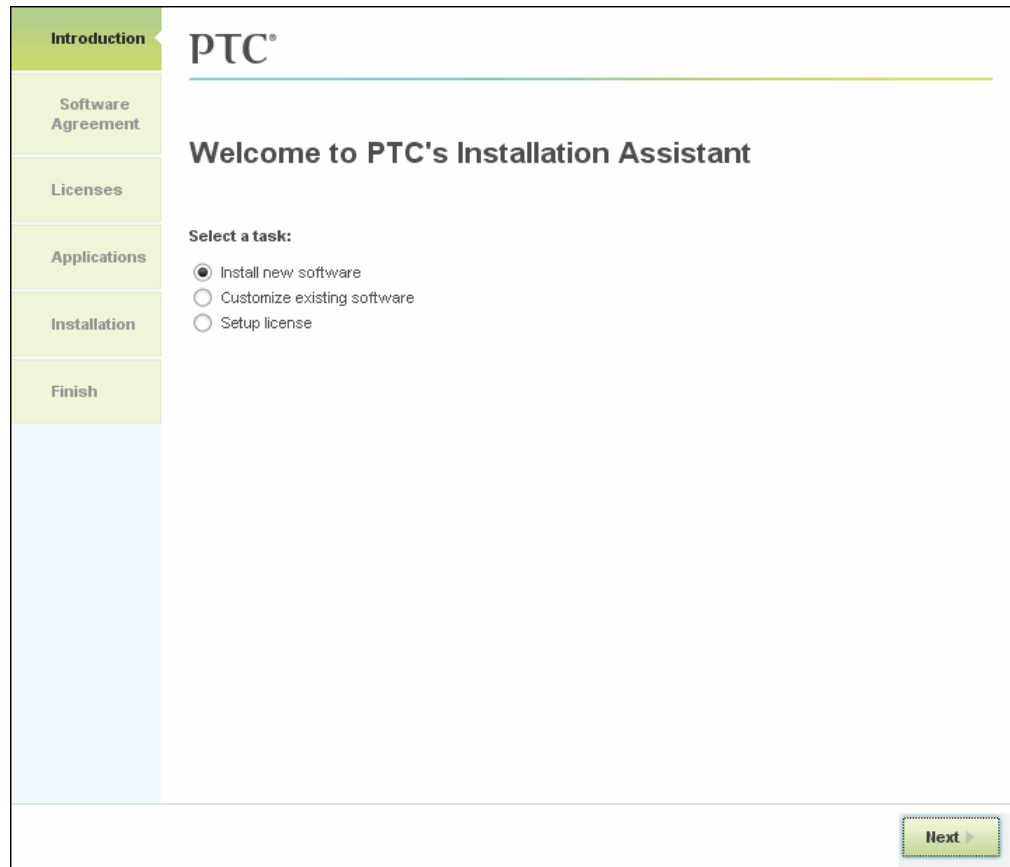 Introduction
Software
Agreement
Licenses
Applications
Installation
Finish
PTC®
Welcome to PTC's Installation Assistant
Select a task:
Install new software
Customize existing software
Setup license
Next